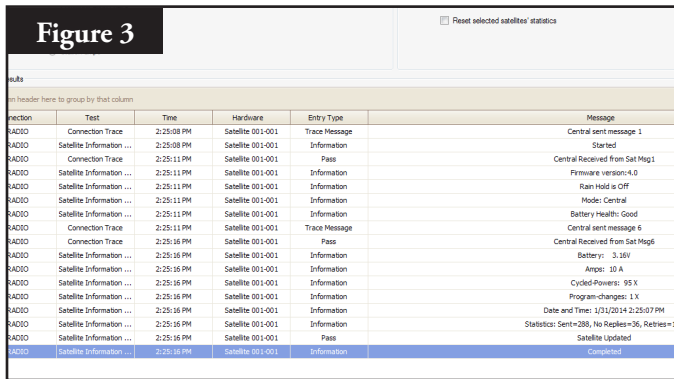 Figure 3
Reset selected satellites' statistics
sults
mn header here to group by that column
nnection Test Time Hardware Entry Type Message
RADIO Connection Trace 2:25:08 PM Satellite 001-001 Trace Message Central sent message 1
RADIO Satellite Information ... 2:25:08 PM Satellite 001-001 Information Started
RADIO Connection Trace 2:25:11 PM Satellite 001-001 Pass Central Received from Sat Msg1
RADIO Satellite Information ... 2:25:11 PM Satellite 001-001 Information Firmware version:4.0
RADIO Satellite Information ... 2:25:11 PM Satellite 001-001 Information Rain Hold is Off
RADIO Satellite Information ... 2:25:11 PM Satellite 001-001 Information Mode: Central
RADIO Satellite Information ... 2:25:11 PM Satellite 001-001 Information Battery Health: Good
RADIO Connection Trace 2:25:11 PM Satellite 001-001 Trace Message Central sent message 6
RADIO Connection Trace 2:25:16 PM Satellite 001-001 Pass Central Received from Sat Msg6
RADIO Satellite Information ... 2:25:16 PM Satellite 001-001 Information Battery: 3.16V
RADIO Satellite Information ... 2:25:16 PM Satellite 001-001 Information Amps: 10 A
RADIO Satellite Information ... 2:25:16 PM Satellite 001-001 Information Cycled-Powers: 95 X
RADIO Satellite Information ... 2:25:16 PM Satellite 001-001 Information Program-changes: 1 X
RADIO Satellite Information ... 2:25:16 PM Satellite 001-001 Information Date and Time: 1/31/2014 2:25:07 PM
RADIO Satellite Information ... 2:25:16 PM Satellite 001-001 Information Statistics: Sent=288, No Replies=36, Retries=1
RADIO Satellite Information ... 2:25:16 PM Satellite 001-001 Pass Satellite Updated
RADIO Satellite Information ... 2:25:16 PM Satellite 001-001 Information Completed